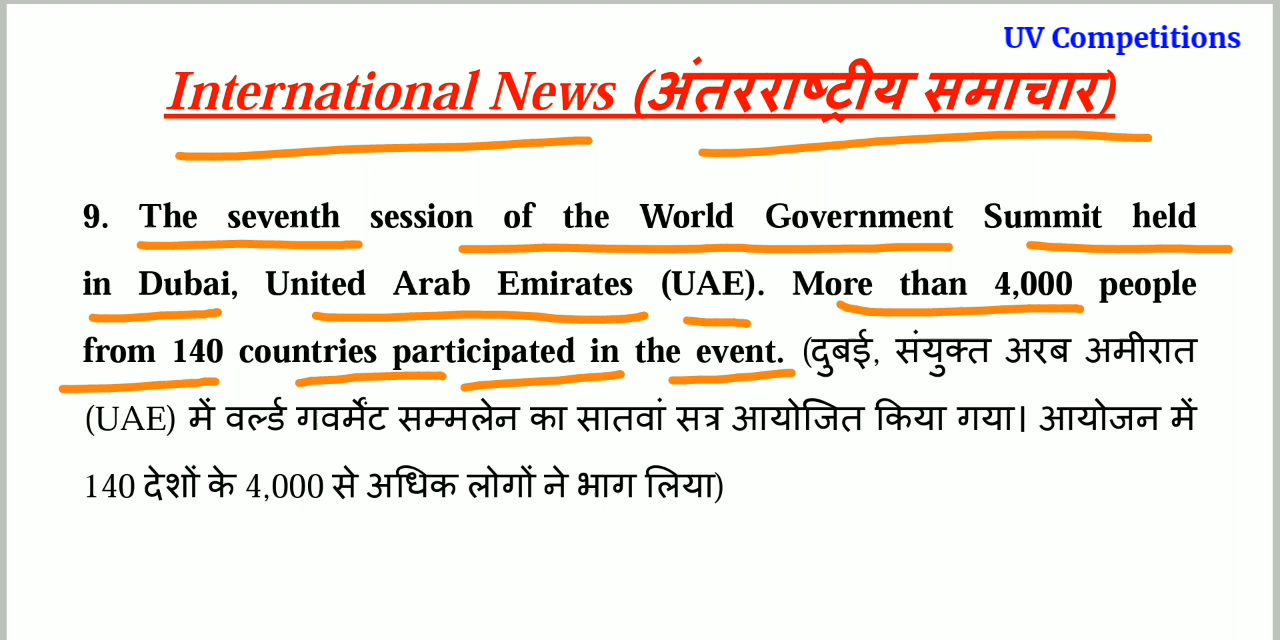 UV Competitions
International News (अंतरराष्ट्रीय समाचार)
9. The seventh session of the World Government Summit held
in Dubai, United Arab Emirates (UAE). More than 4,000 people
from 140 countries participated in the event. (दुबई, संयुक्त अरब अमीरात
(UAE) में वर्ल्ड गवर्मेंट सम्मलेन का सातवां सत्र आयोजित किया गया। आयोजन में
140 देशों के 4,000 से अधिक लोगों ने भाग लिया)